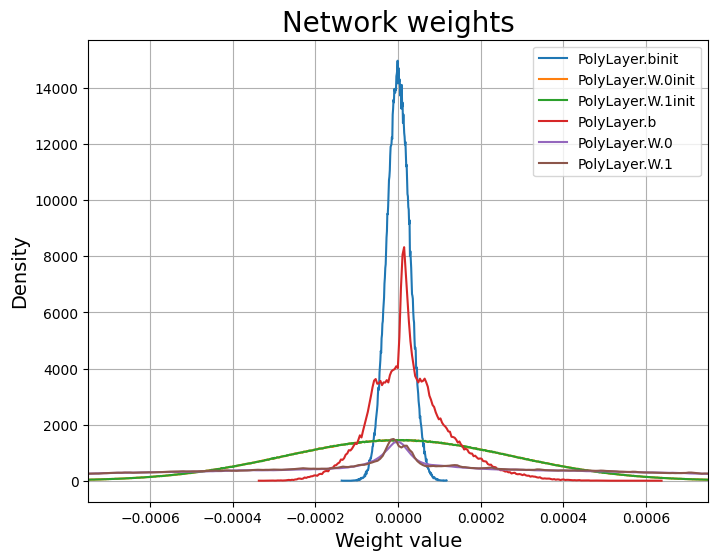 Network weights
PolyLayer.binit
PolyLayer.W.0init
PolyLayer.W.1init
PolyLayer.b
PolyLayer.W.0
PolyLayer.W.1
Density
14000
12000
10000
8000
6000
4000
2000
0
−0.0006 −0.0004 −0.0002 0.0000 0.0002 0.0004 0.0006
Weight value